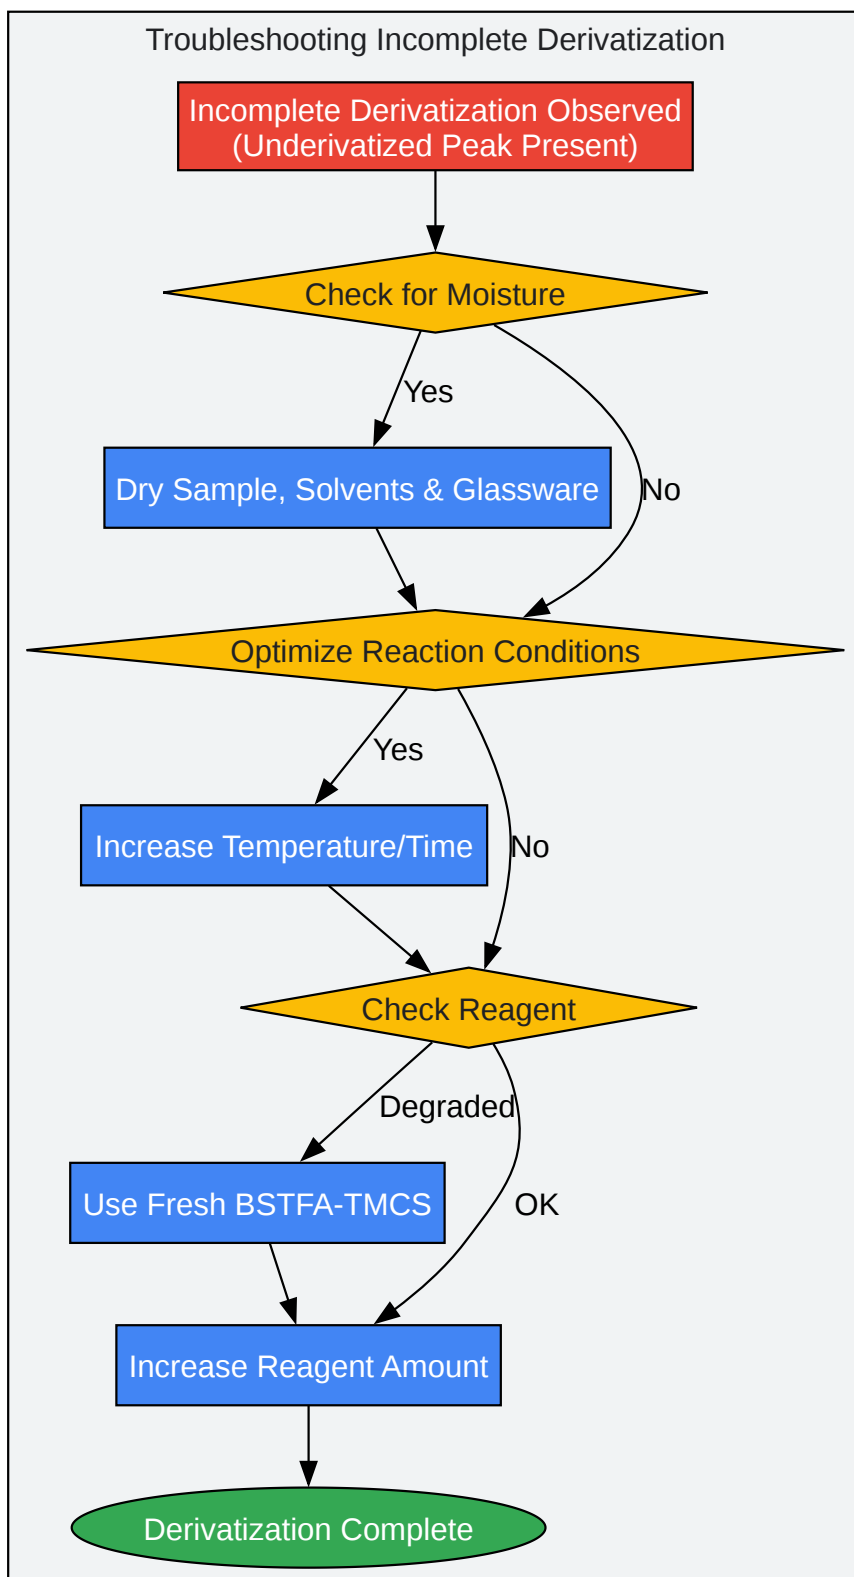 Troubleshooting Incomplete Derivatization
Incomplete Derivatization Observed
(Underivatized Peak Present)
Check for Moisture
Yes
Dry Sample, Solvents & Glassware
No
Optimize Reaction Conditions
Yes
Increase Temperature/Time
No
Check Reagent
Degraded
Use Fresh BSTFA-TMCS
OK
Increase Reagent Amount
Derivatization Complete